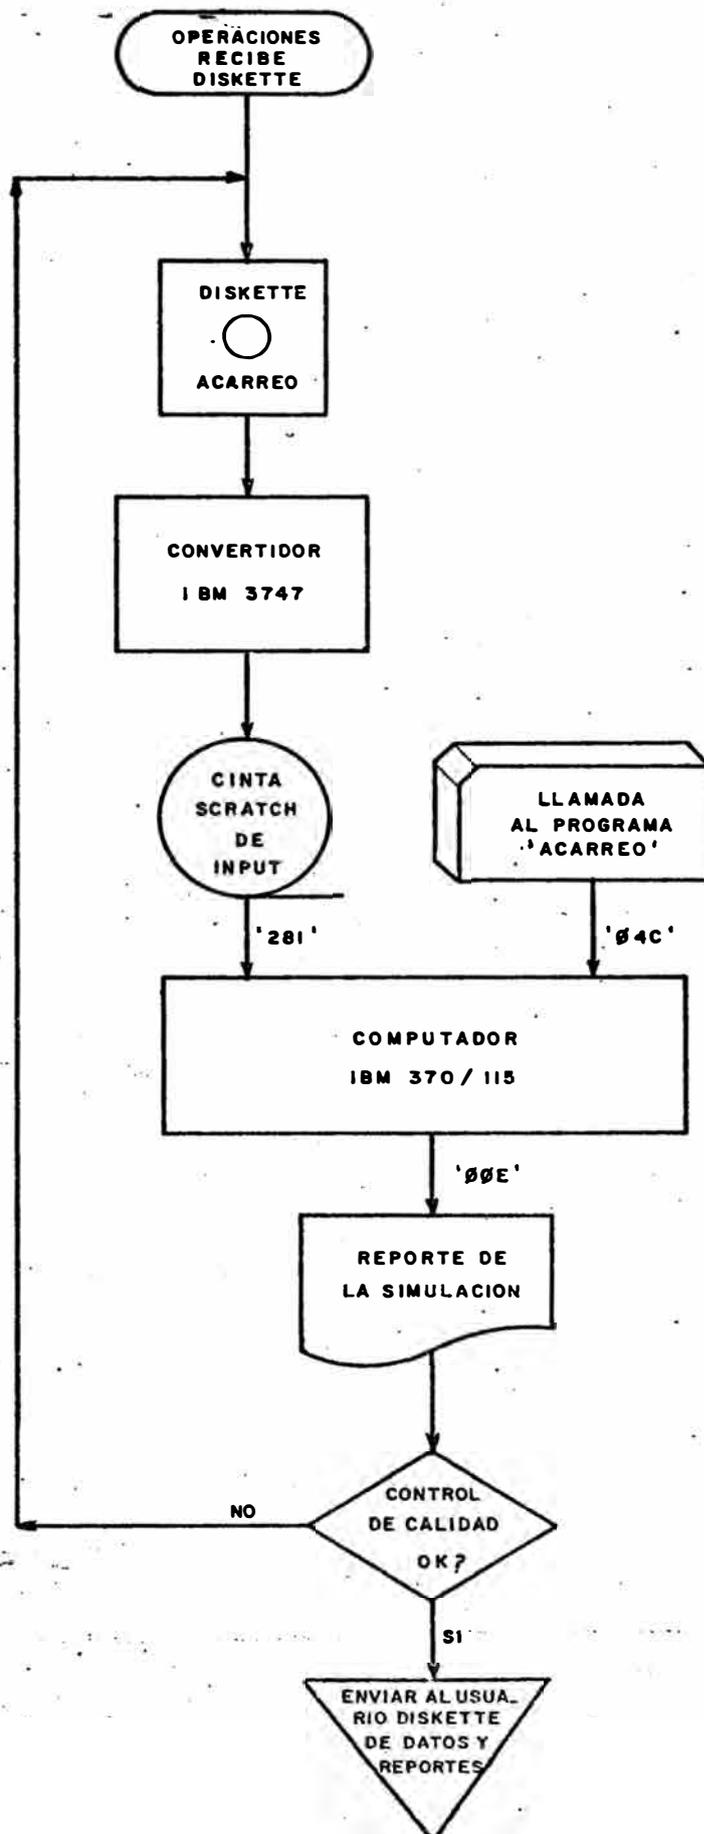 OPERACIONES
RECIBE
DISKETTE
DISKETTE
ACARREO
CONVERTIDOR
IBM 3747
CINTA
SCRATCH
DE
INPUT
LLAMADA
AL PROGRAMA
'ACARREO'
'281'
'Ø4C'
COMPUTADOR
IBM 370/115
'ØØE'
REPORTE DE
LA SIMULACION
CONTROL
DE CALIDAD
OK?
NO
SI
ENVIAR AL USUA_
RIO DISKETTE
DE DATOS Y
REPORTES